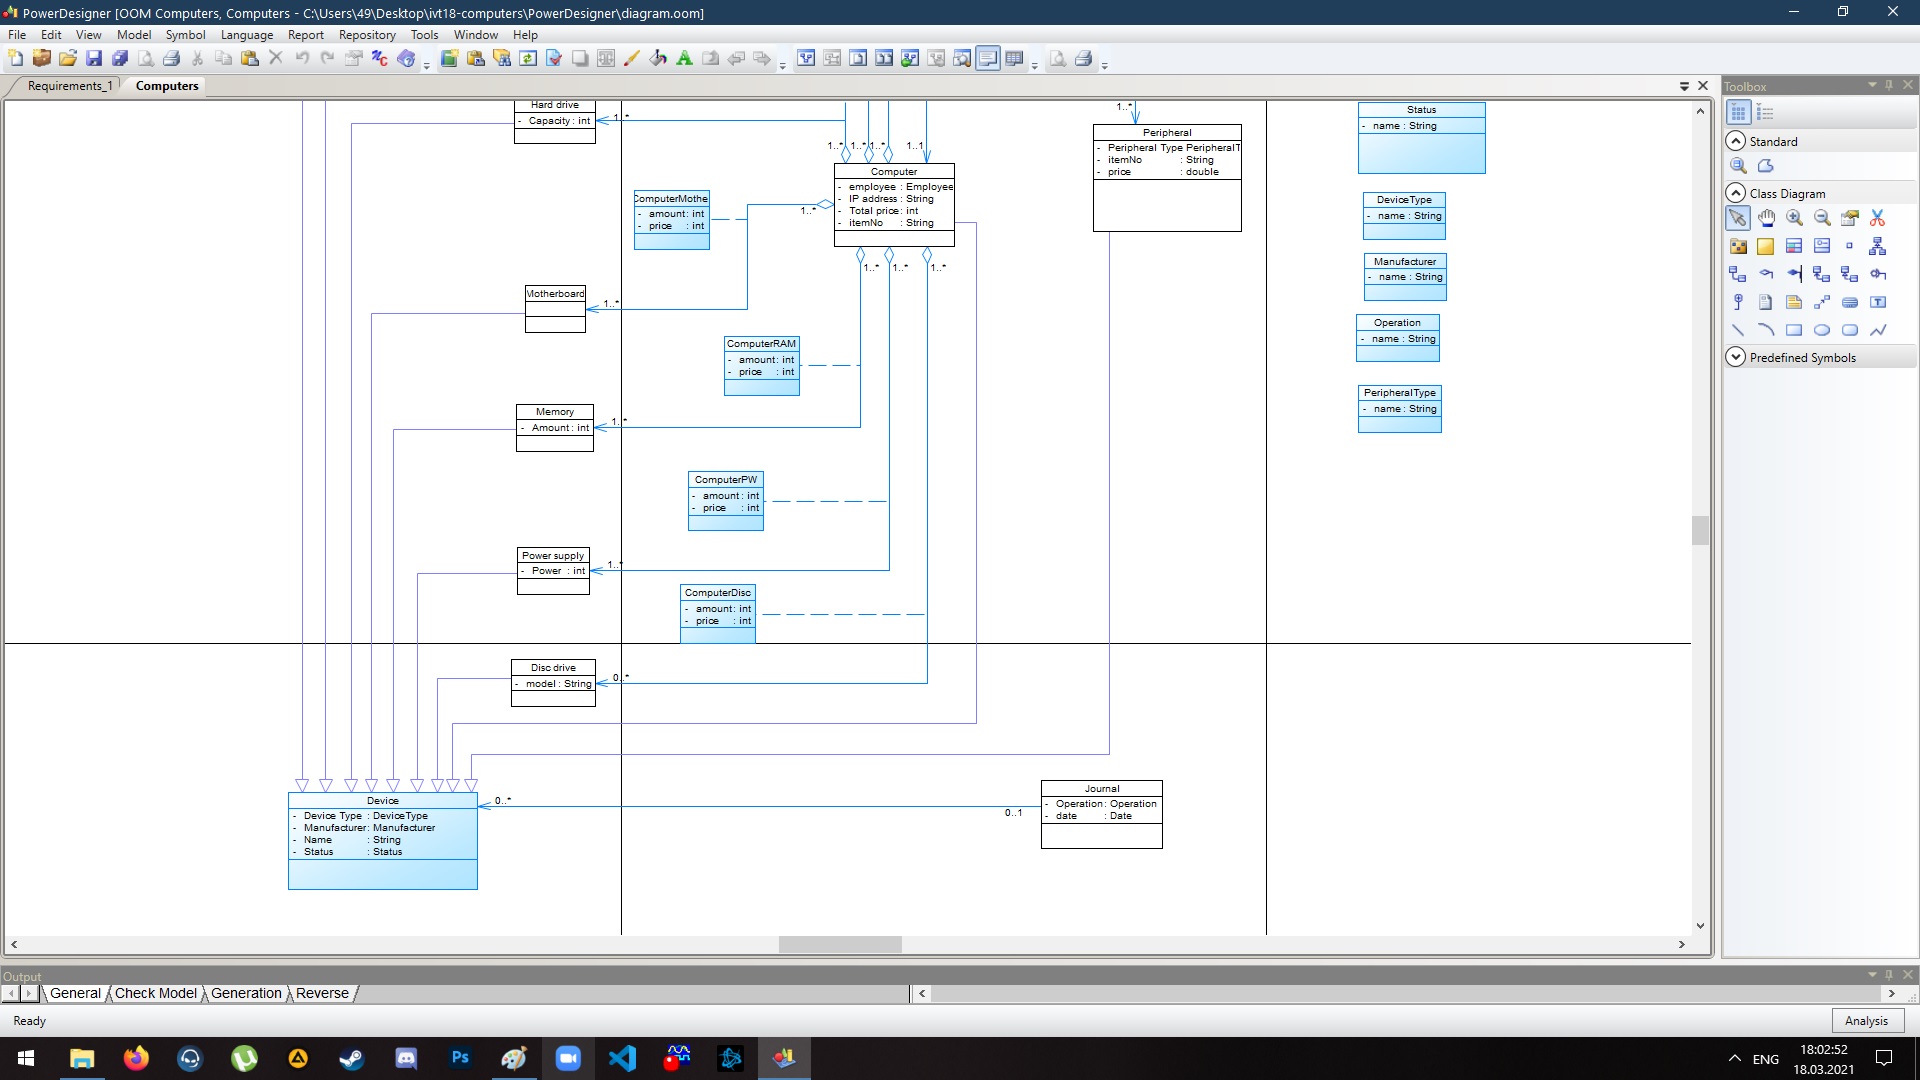 PowerDesigner [OOM Computers, Computers - C:\Users\49\Desktop\ivt18-computers\PowerDesigner\diagram.oom]
File Edit View Model Symbol Language Report Repository Tools Window Help
Requirements_1 Computers
Hard drive
- Capacity : int
1..*
1..* 1..* 1..* 1..1
Computer
- employee : Employee
- IP address : String
- Total price : int
- itemNo : String
1..*
ComputerMothe
- amount : int
- price : int
1..* 1..* 1..*
Motherboard
1..*
ComputerRAM
- amount : int
- price : int
Memory
- Amount : int
1..*
ComputerPW
- amount : int
- price : int
Power supply
- Power : int
1..*
ComputerDisc
- amount : int
- price : int
Disc drive
- model : String
0..*
1..*
Peripheral
- Peripheral Type PeripheralT
- itemNo : String
- price : double
Status
- name : String
DeviceType
- name : String
Manufacturer
- name : String
Operation
- name : String
PeripheralType
- name : String
Device
- Device Type : DeviceType
- Manufacturer : Manufacturer
- Name : String
- Status : Status
0..*
0..1
Journal
- Operation : Operation
- date : Date
Toolbox
Standard
Class Diagram
Predefined Symbols
Output
General Check Model Generation Reverse
Ready
Analysis
Ps
ENG
18:02:52
18.03.2021